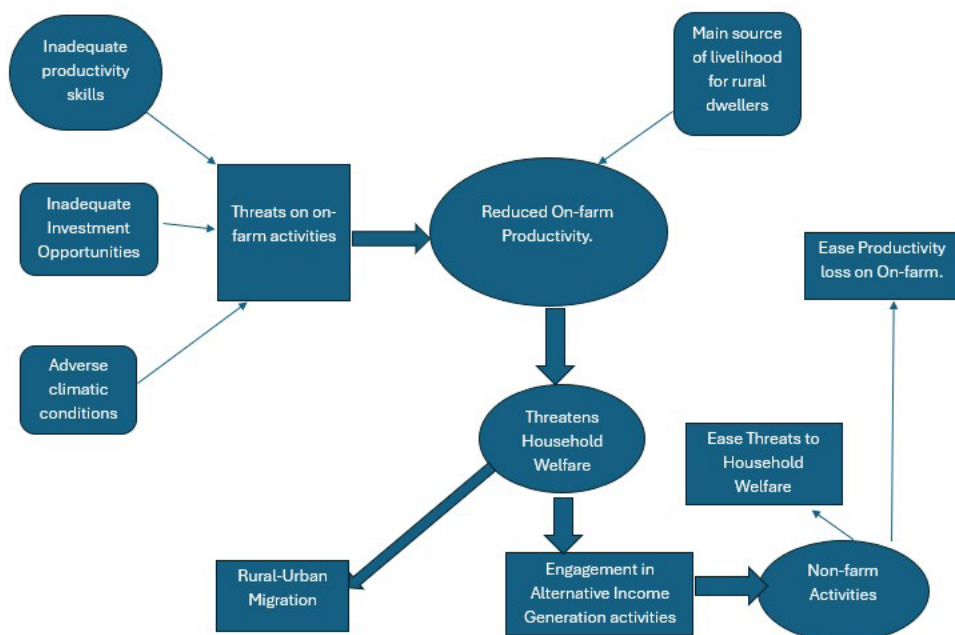 Inadequate
productivity
skills
Main source
of livelihood
for rural
dwellers
Inadequate
Investment
Opportunities
Threats on on-
farm activities
Reduced On-farm
Productivity.
Ease Productivity
loss on On-farm.
Adverse
climatic
conditions
Threatens
Household
Welfare
Ease Threats to
Household
Welfare
Rural-Urban
Migration
Engagement in
Alternative Income
Generation activities
Non-farm
Activities